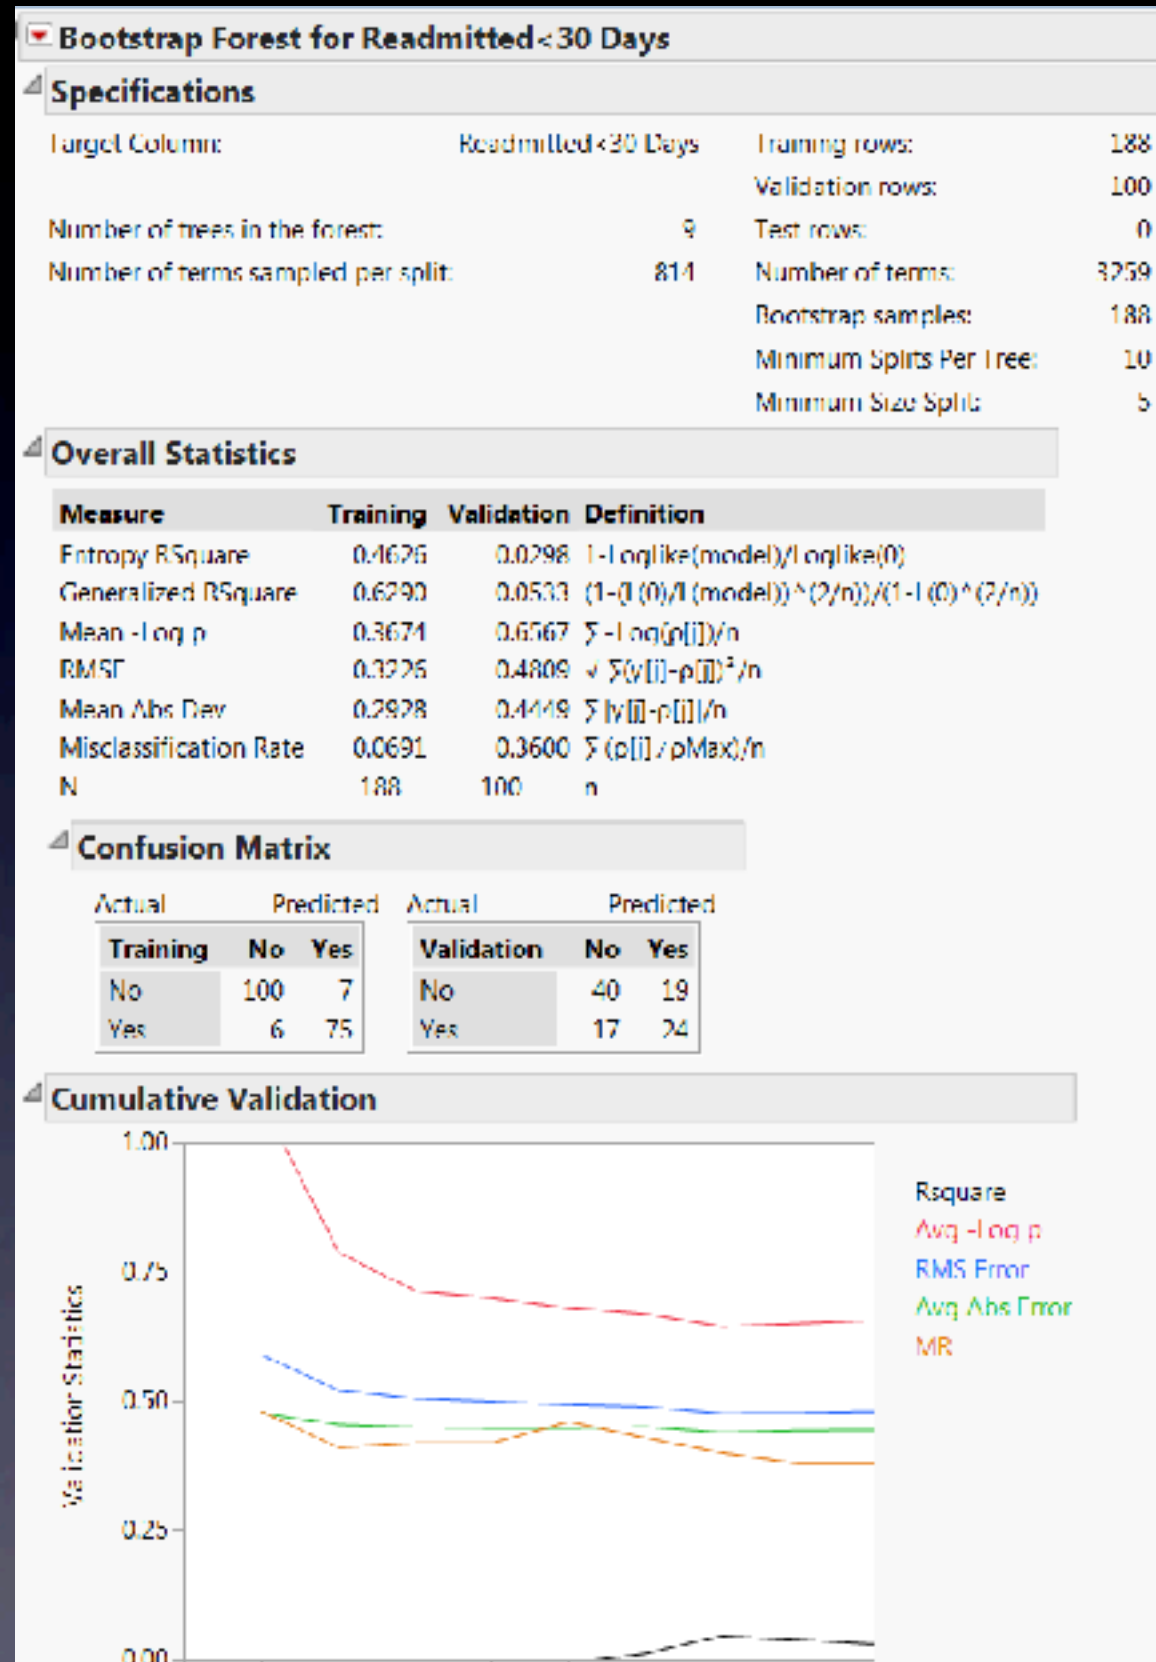 Bootstrap Forest for Readmitted<30 Days
Specifications
Target Column: Readmitted<30 Days Training rows: 188
Validation rows: 100
Number of trees in the forest: 9 Test rows: 0
Number of terms sampled per split: 814 Number of terms: 3259
Bootstrap samples: 188
Minimum Splits Per Tree: 10
Minimum Size Split: 5
Overall Statistics
Measure Training Validation Definition
Entropy RSquare 0.4626 0.0298 1-Loglike(model)/Loglike(0)
Generalized RSquare 0.6290 0.0533 (1-(L(0)/L(model))^(2/n))/(1-L(0)^(2/n))
Mean -Log p 0.3674 0.6567 ∑ -Log(ρ[j])/n
RMSE 0.3226 0.4809 √ ∑(y[j]-ρ[j])²/n
Mean Abs Dev 0.2928 0.4449 ∑ |y[j]-ρ[j]|/n
Misclassification Rate 0.0691 0.3600 ∑ (ρ[j]≠ρMax)/n
N 188 100 n
Confusion Matrix
Actual Predicted Actual Predicted
Training No Yes Validation No Yes
No 100 7 No 40 19
Yes 6 75 Yes 17 24
Cumulative Validation
1.00
0.75
0.50
0.25
0.00
Validation Statistics
Rsquare
Avg -Log p
RMS Error
Avg Abs Error
MR